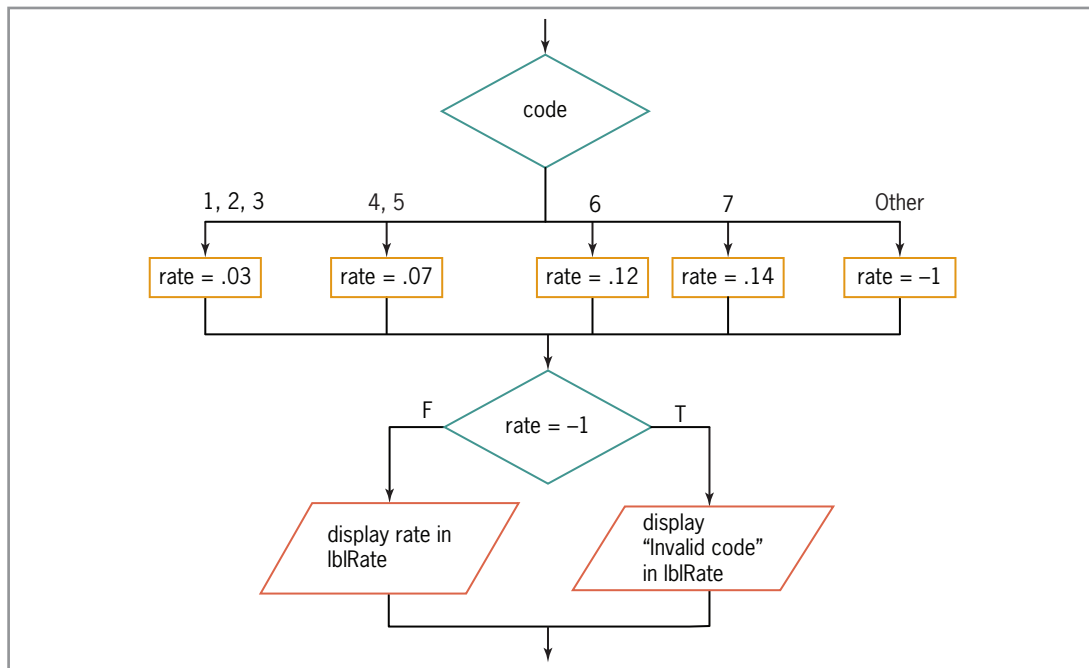 code
1, 2, 3
4, 5
6
7
Other
rate = .03
rate = .07
rate = .12
rate = .14
rate = –1
F
rate = –1
T
display rate in
lblRate
display
“Invalid code”
in lblRate